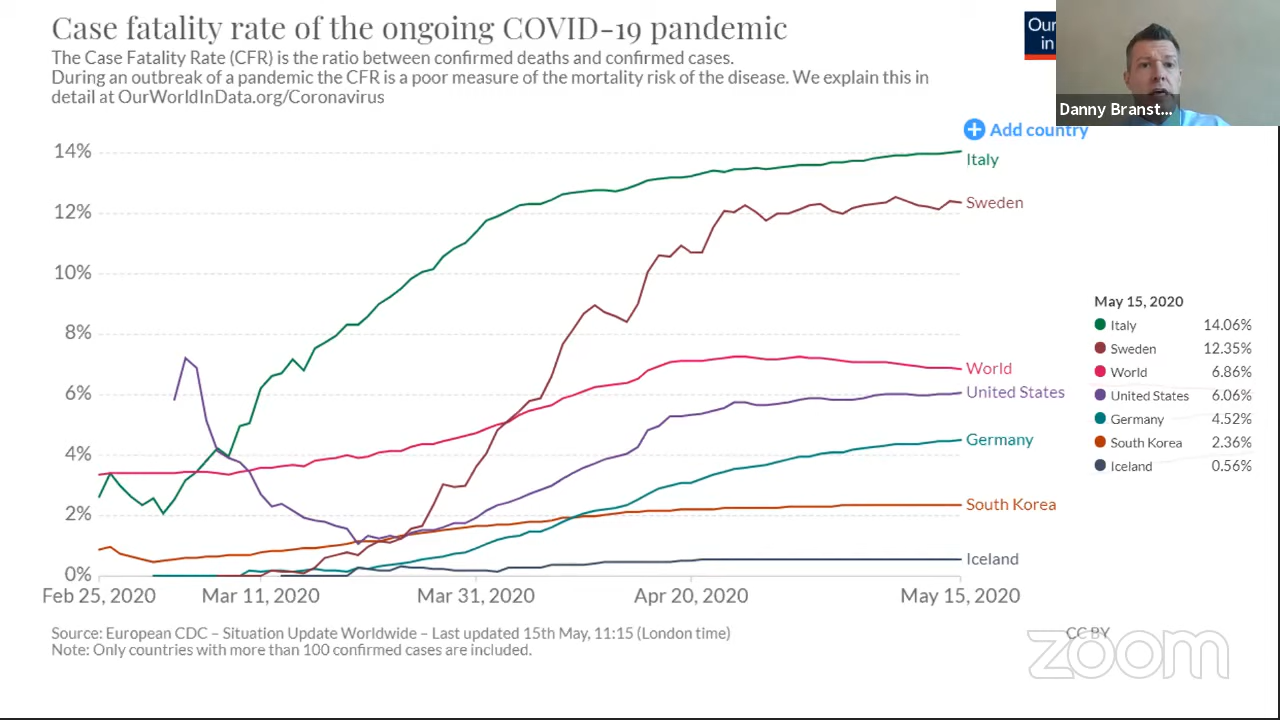 Case fatality rate of the ongoing COVID-19 pandemic
The Case Fatality Rate (CFR) is the ratio between confirmed deaths and confirmed cases.
During an outbreak of a pandemic the CFR is a poor measure of the mortality risk of the disease. We explain this in
detail at OurWorldInData.org/Coronavirus
Our
in
Danny Branst...
Add country
14%
12%
10%
8%
6%
4%
2%
0%
Italy
Sweden
World
United States
Germany
South Korea
Iceland
May 15, 2020
Italy 14.06%
Sweden 12.35%
World 6.86%
United States 6.06%
Germany 4.52%
South Korea 2.36%
Iceland 0.56%
Feb 25, 2020 Mar 11, 2020 Mar 31, 2020 Apr 20, 2020 May 15, 2020
Source: European CDC – Situation Update Worldwide – Last updated 15th May, 11:15 (London time)
Note: Only countries with more than 100 confirmed cases are included.
CC BY
zoom